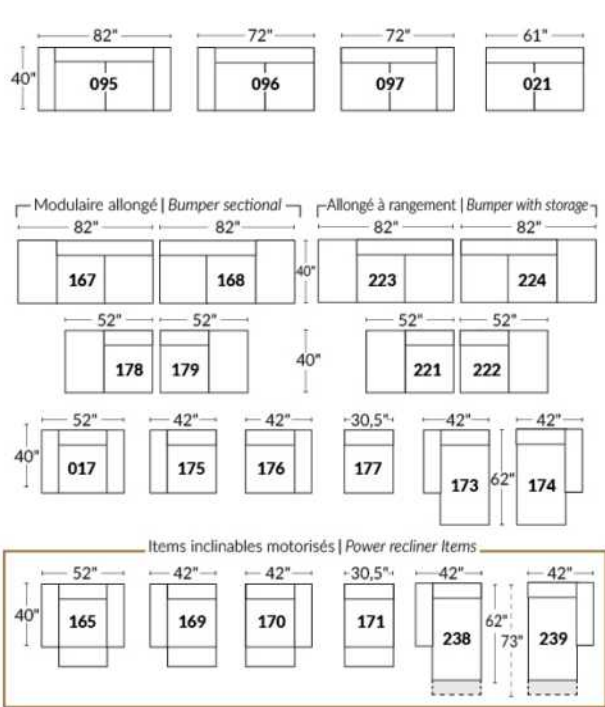 82" 72" 72" 61"
40" 095 096 097 021
Modulaire allongé | Bumper sectional Allongé à rangement | Bumper with storage
82" 82" 82" 82"
167 168 40" 223 224
52" 52" 52" 52"
178 179 40" 221 222
52" 42" 42" 30,5" 42" 42"
40" 017 175 176 177 173 62" 174
Items inclinables motorisés | Power recliner Items
52" 42" 42" 30,5" 42" 42"
40" 165 169 170 171 238 62" 73" 239